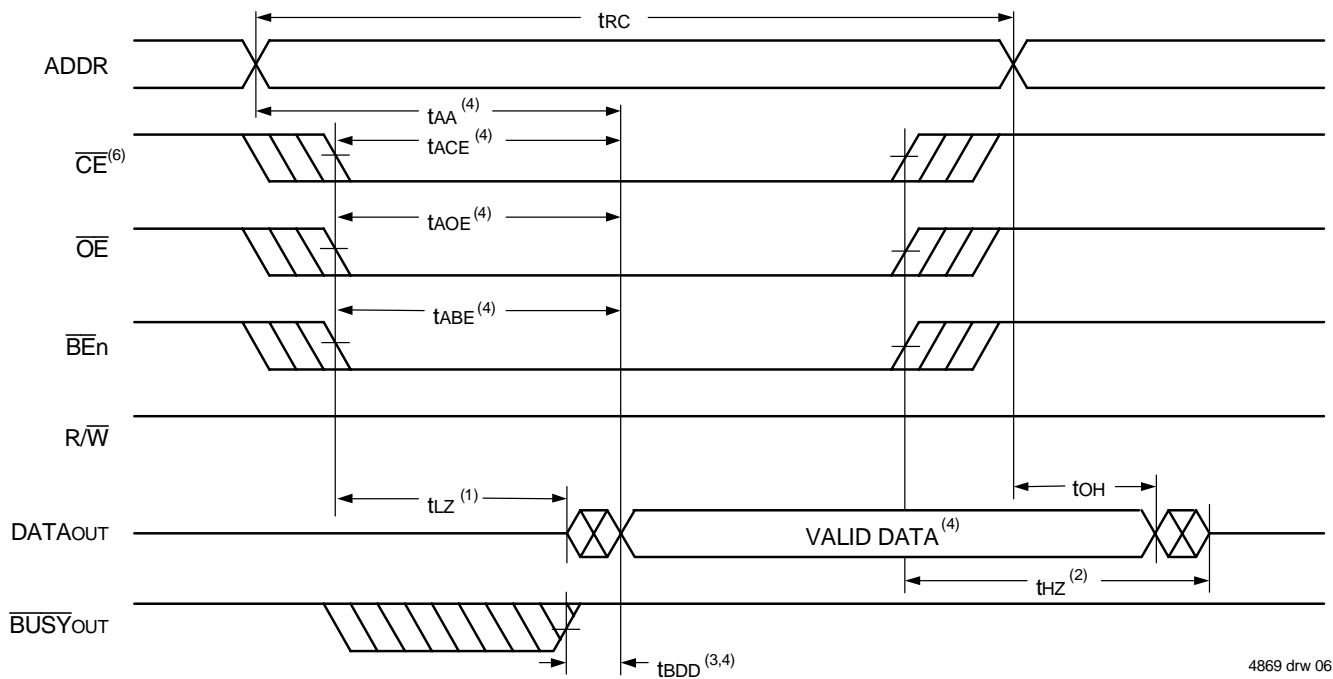 tRC
ADDR
tAA (4)
CE(6)
tACE (4)
OE
tAOE (4)
BEn
tABE (4)
R/W
tLZ (1)
tOH
DATAOUT
VALID DATA(4)
tHZ (2)
BUSYOUT
tBDD (3,4)
4869 drw 06